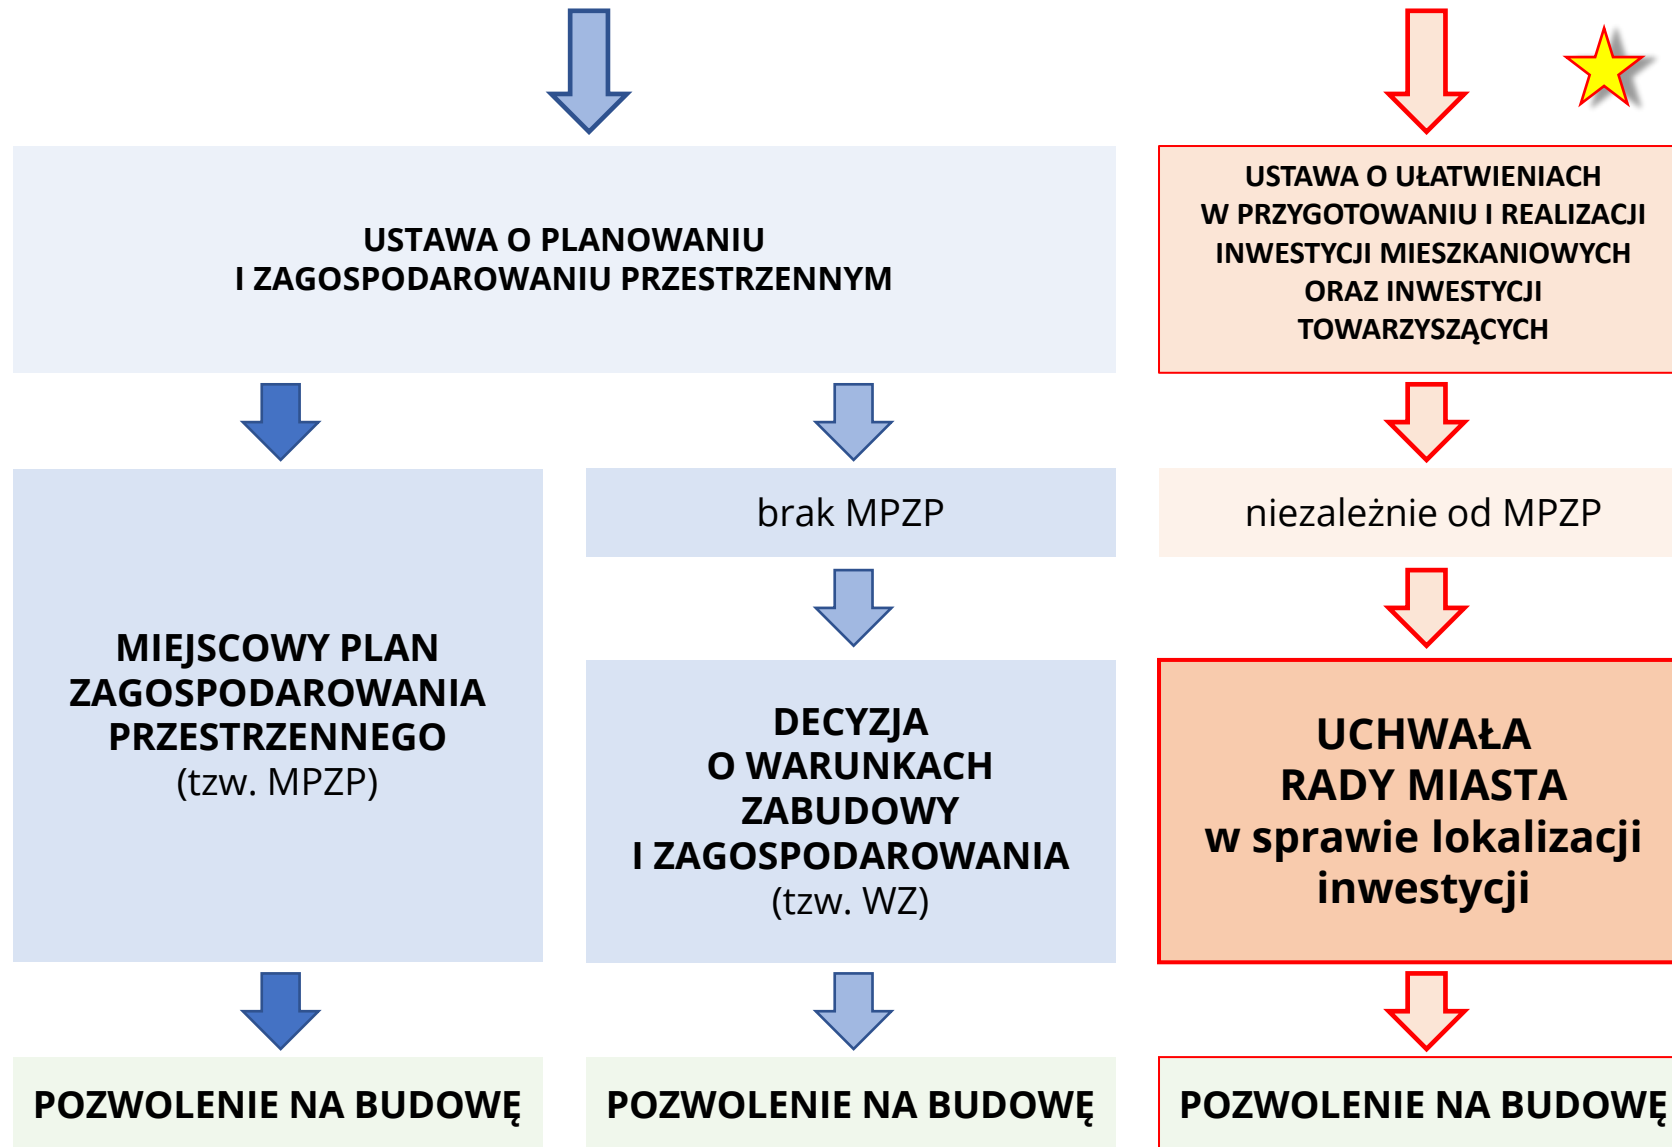 USTAWA O PLANOWANIU
I ZAGOSPODAROWANIU PRZESTRZENNYM
USTAWA O UŁATWIENIACH
W PRZYGOTOWANIU I REALIZACJI
INWESTYCJI MIESZKANIOWYCH
ORAZ INWESTYCJI
TOWARZYSZĄCYCH
MIEJSCOWY PLAN
ZAGOSPODAROWANIA
PRZESTRZENNEGO
(tzw. MPZP)
brak MPZP
DECYZJA
O WARUNKACH
ZABUDOWY
I ZAGOSPODAROWANIA
(tzw. WZ)
niezależnie od MPZP
UCHWAŁA
RADY MIASTA
w sprawie lokalizacji
inwestycji
POZWOLENIE NA BUDOWĘ
POZWOLENIE NA BUDOWĘ
POZWOLENIE NA BUDOWĘ